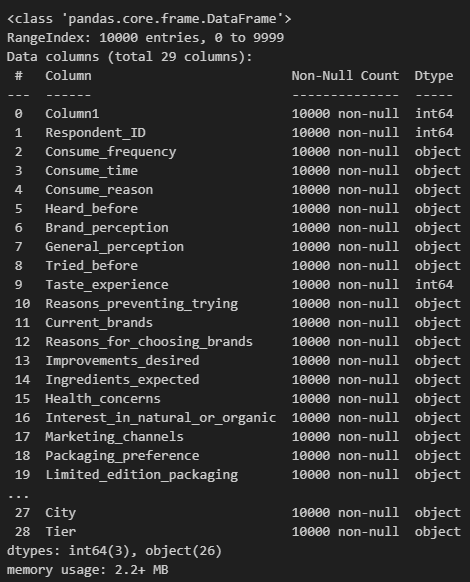 <class 'pandas.core.frame.DataFrame'>
RangeIndex: 10000 entries, 0 to 9999
Data columns (total 29 columns):
 #   Column                         Non-Null Count  Dtype
---  ------                         --------------  -----
 0   Column1                        10000 non-null  int64
 1   Respondent_ID                  10000 non-null  int64
 2   Consume_frequency              10000 non-null  object
 3   Consume_time                   10000 non-null  object
 4   Consume_reason                 10000 non-null  object
 5   Heard_before                   10000 non-null  object
 6   Brand_perception               10000 non-null  object
 7   General_perception             10000 non-null  object
 8   Tried_before                   10000 non-null  object
 9   Taste_experience               10000 non-null  int64
 10  Reasons_preventing_trying      10000 non-null  object
 11  Current_brands                 10000 non-null  object
 12  Reasons_for_choosing_brands    10000 non-null  object
 13  Improvements_desired           10000 non-null  object
 14  Ingredients_expected           10000 non-null  object
 15  Health_concerns                10000 non-null  object
 16  Interest_in_natural_or_organic 10000 non-null  object
 17  Marketing_channels             10000 non-null  object
 18  Packaging_preference           10000 non-null  object
 19  Limited_edition_packaging      10000 non-null  object
...
 27  City                           10000 non-null  object
 28  Tier                           10000 non-null  object
dtypes: int64(3), object(26)
memory usage: 2.2+ MB